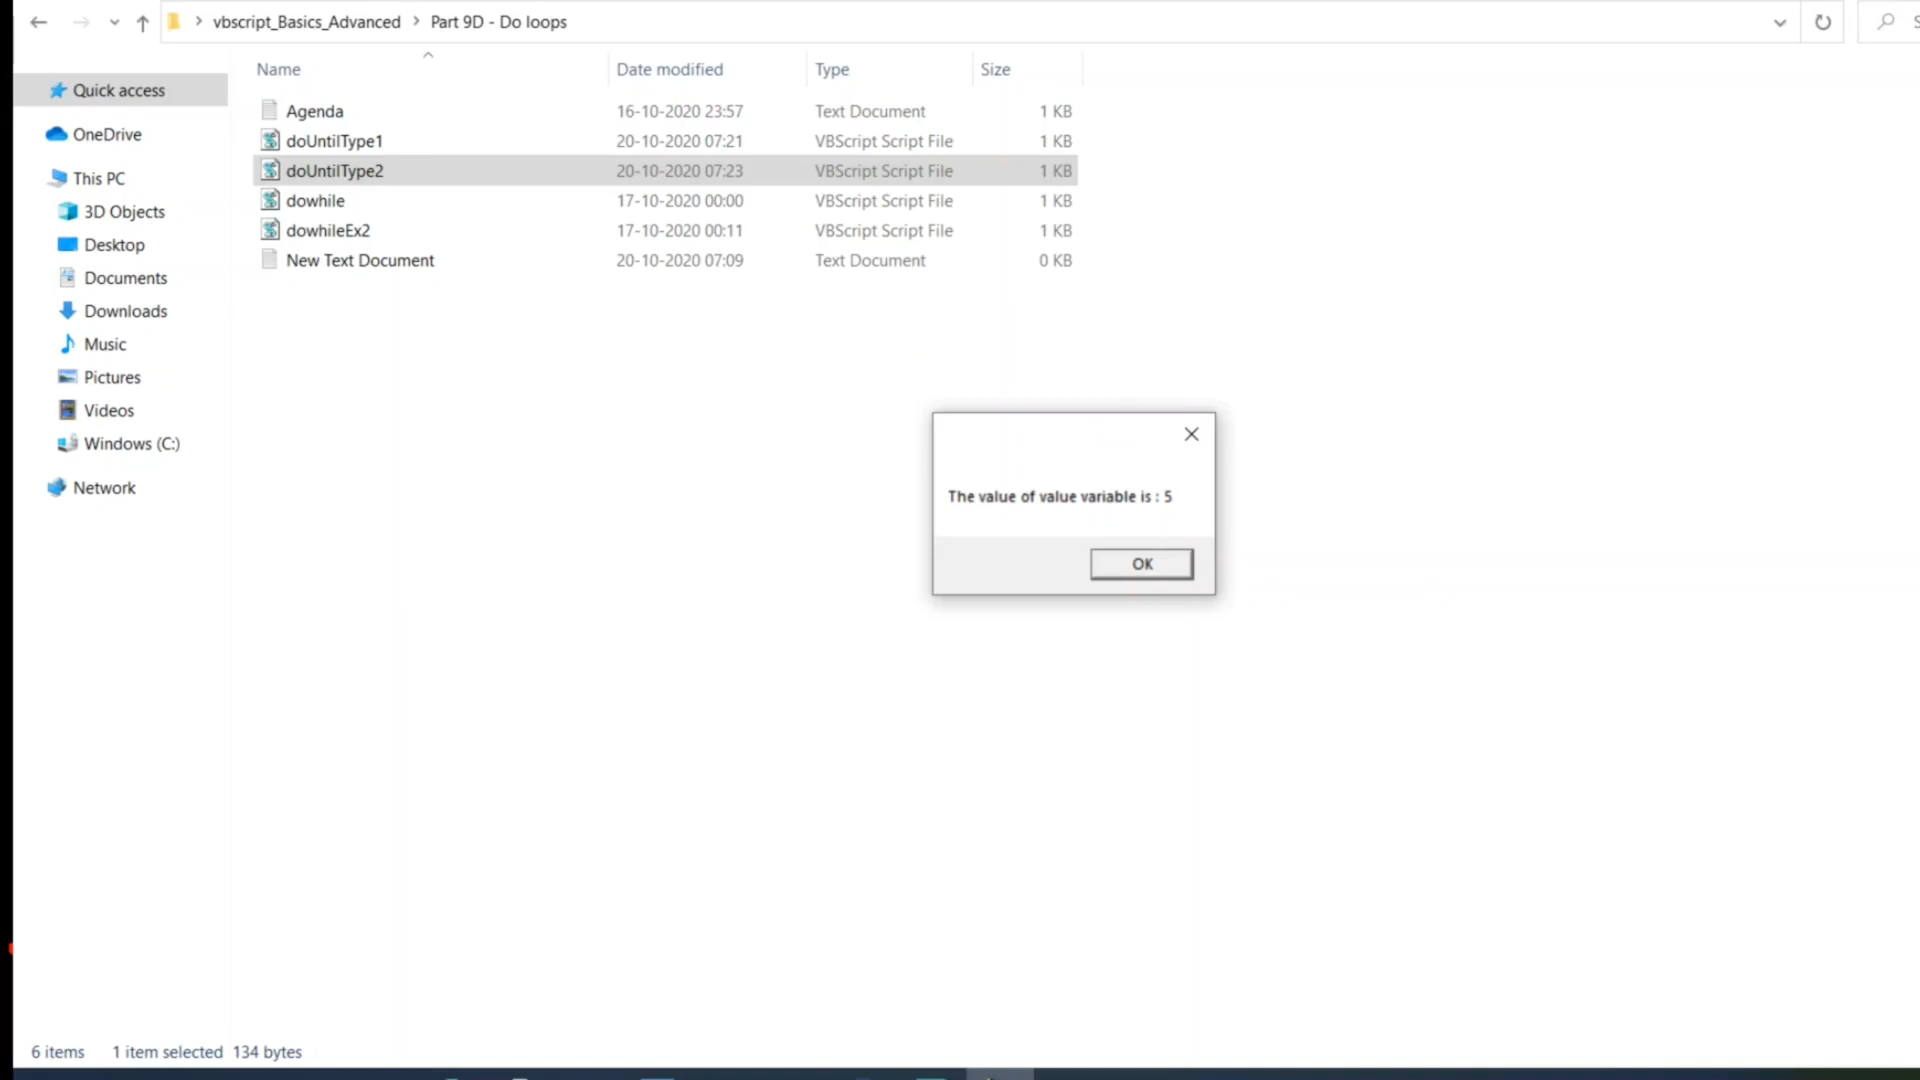 vbscript_Basics_Advanced > Part 9D - Do loops
Name Date modified Type Size
Quick access
OneDrive
This PC
3D Objects
Desktop
Documents
Downloads
Music
Pictures
Videos
Windows (C:)
Network
Agenda 16-10-2020 23:57 Text Document 1 KB
doUntilType1 20-10-2020 07:21 VBScript Script File 1 KB
doUntilType2 20-10-2020 07:23 VBScript Script File 1 KB
dowhile 17-10-2020 00:00 VBScript Script File 1 KB
dowhileEx2 17-10-2020 00:11 VBScript Script File 1 KB
New Text Document 20-10-2020 07:09 Text Document 0 KB
The value of value variable is : 5
OK
6 items 1 item selected 134 bytes